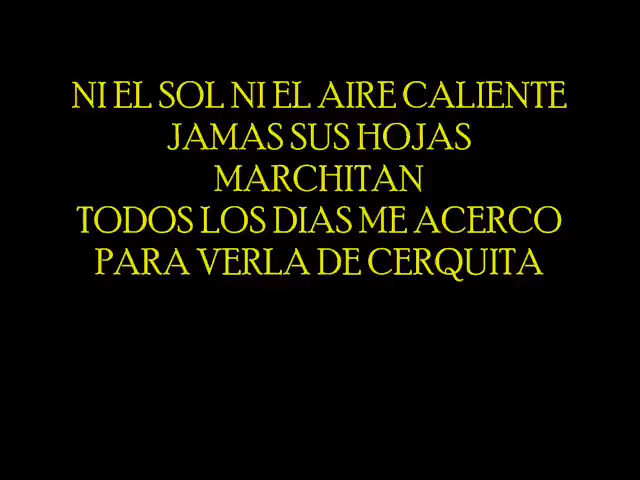 NI EL SOL NI EL AIRE CALIENTE
JAMAS SUS HOJAS
MARCHITAN
TODOS LOS DIAS ME ACERCO
PARA VERLA DE CERQUITA